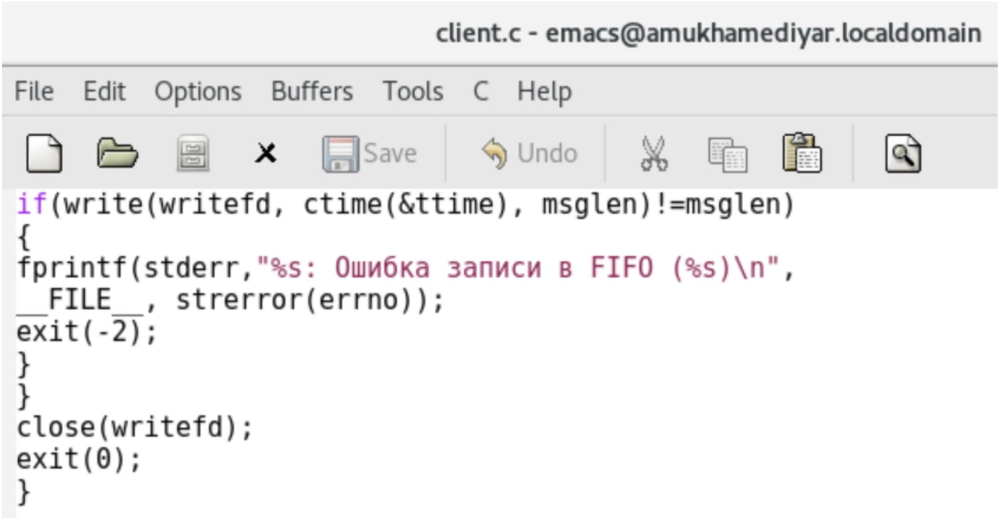 client.c - emacs@amukhamediyar.localdomain
File Edit Options Buffers Tools C Help
Save Undo
if(write(writefd, ctime(&ttime), msglen)!=msglen)
{
fprintf(stderr,"%s: Ошибка записи в FIFO (%s)\n",
__FILE__, strerror(errno));
exit(-2);
}
}
close(writefd);
exit(0);
}